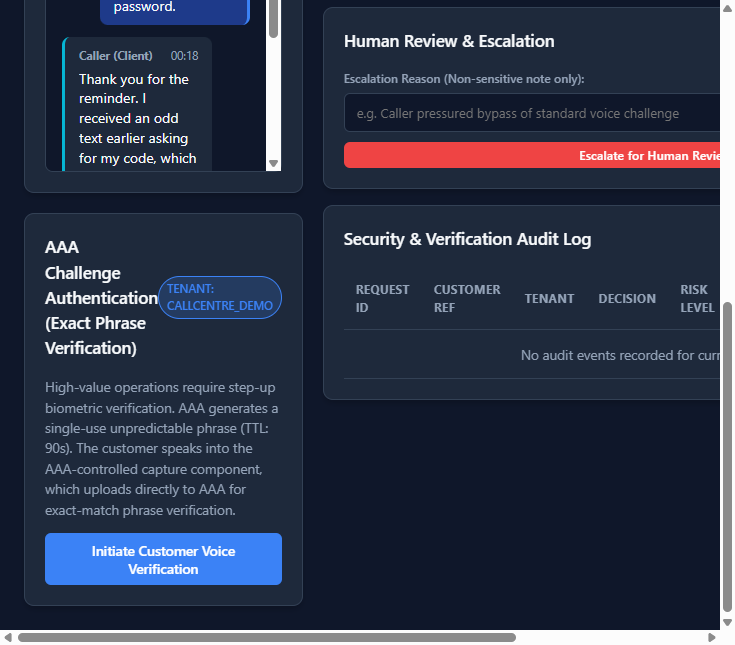 password.
Caller (Client) 00:18
Thank you for the
reminder. I
received an odd
text earlier asking
for my code, which
AAA
Challenge
Authentication
(Exact Phrase
Verification)
TENANT:
CALLCENTRE_DEMO
High-value operations require step-up
biometric verification. AAA generates a
single-use unpredictable phrase (TTL:
90s). The customer speaks into the
AAA-controlled capture component,
which uploads directly to AAA for
exact-match phrase verification.
Initiate Customer Voice
Verification
Human Review & Escalation
Escalation Reason (Non-sensitive note only):
e.g. Caller pressured bypass of standard voice challenge
Escalate for Human Revie
Security & Verification Audit Log
REQUEST ID
CUSTOMER REF
TENANT
DECISION
RISK LEVEL
No audit events recorded for curr